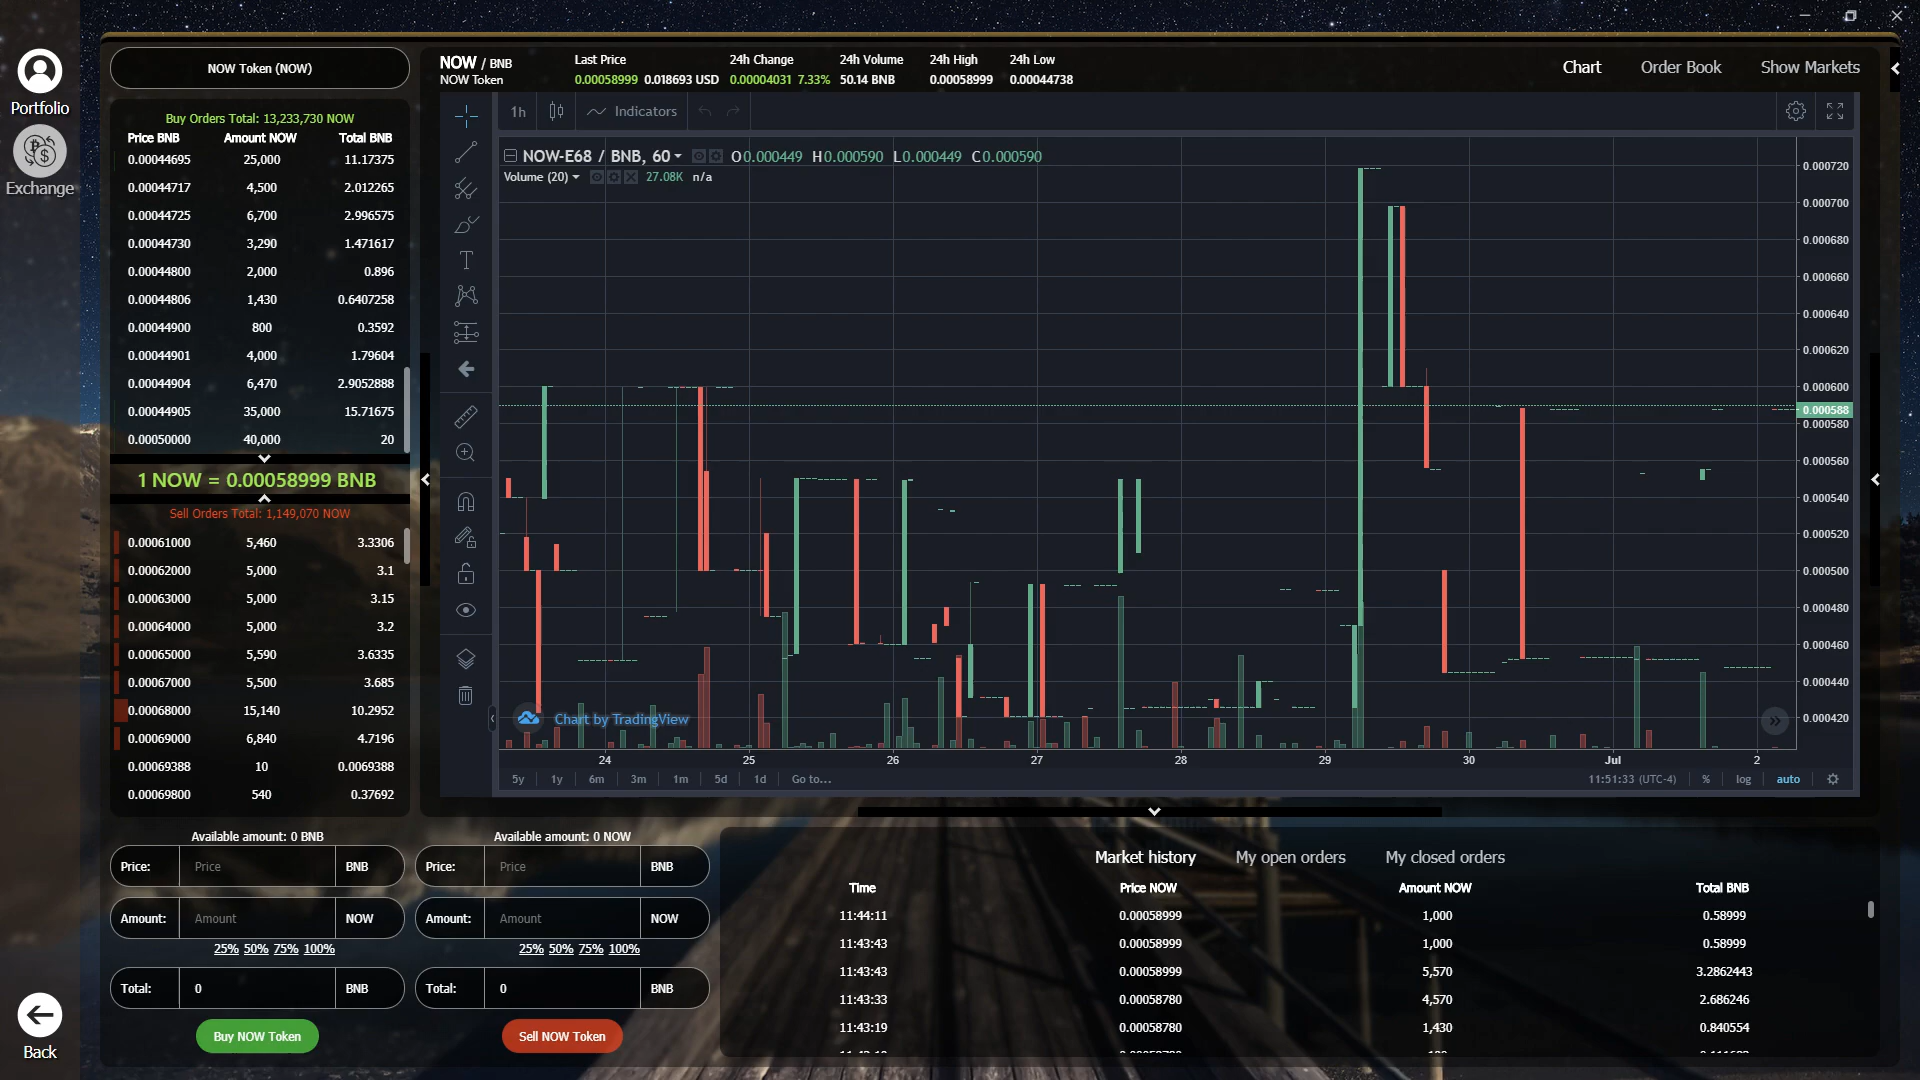 Portfolio
Exchange
Back
NOW Token (NOW)
Buy Orders Total: 13,233,730 NOW
Price BNB Amount NOW Total BNB
0.00044695 25,000 11.17375
0.00044717 4,500 2.012265
0.00044725 6,700 2.996575
0.00044730 3,290 1.471617
0.00044800 2,000 0.896
0.00044806 1,430 0.6407258
0.00044900 800 0.3592
0.00044901 4,000 1.79604
0.00044904 6,470 2.9052888
0.00044905 35,000 15.71675
0.00050000 40,000 20
1 NOW = 0.00058999 BNB
Sell Orders Total: 1,149,070 NOW
0.00061000 5,460 3.3306
0.00062000 5,000 3.1
0.00063000 5,000 3.15
0.00064000 5,000 3.2
0.00065000 5,590 3.6335
0.00067000 5,500 3.685
0.00068000 15,140 10.2952
0.00069000 6,840 4.7196
0.00069388 10 0.0069388
0.00069800 540 0.37692
NOW / BNB
NOW Token
Last Price 24h Change 24h Volume 24h High 24h Low
0.00058999 0.018693 USD 0.00004031 7.33% 50.14 BNB 0.00058999 0.00044738
Chart Order Book Show Markets
1h Indicators
NOW-E68 / BNB, 60 O0.000449 H0.000590 L0.000449 C0.000590
Volume (20) 27.08K n/a
0.000720
0.000700
0.000680
0.000660
0.000640
0.000620
0.000600
0.000588
0.000580
0.000560
0.000540
0.000520
0.000500
0.000480
0.000460
0.000440
0.000420
Chart by TradingView
24 25 26 27 28 29 30 Jul 2
5y 1y 6m 3m 1m 5d 1d Go to... 11:51:33 (UTC-4) % log auto
Available amount: 0 BNB
Price: Price BNB
Amount: Amount NOW
25% 50% 75% 100%
Total: 0 BNB
Buy NOW Token
Available amount: 0 NOW
Price: Price BNB
Amount: Amount NOW
25% 50% 75% 100%
Total: 0 BNB
Sell NOW Token
Market history My open orders My closed orders
Time Price NOW Amount NOW Total BNB
11:44:11 0.00058999 1,000 0.58999
11:43:43 0.00058999 1,000 0.58999
11:43:43 0.00058999 5,570 3.2862443
11:43:33 0.00058780 4,570 2.686246
11:43:19 0.00058780 1,430 0.840554